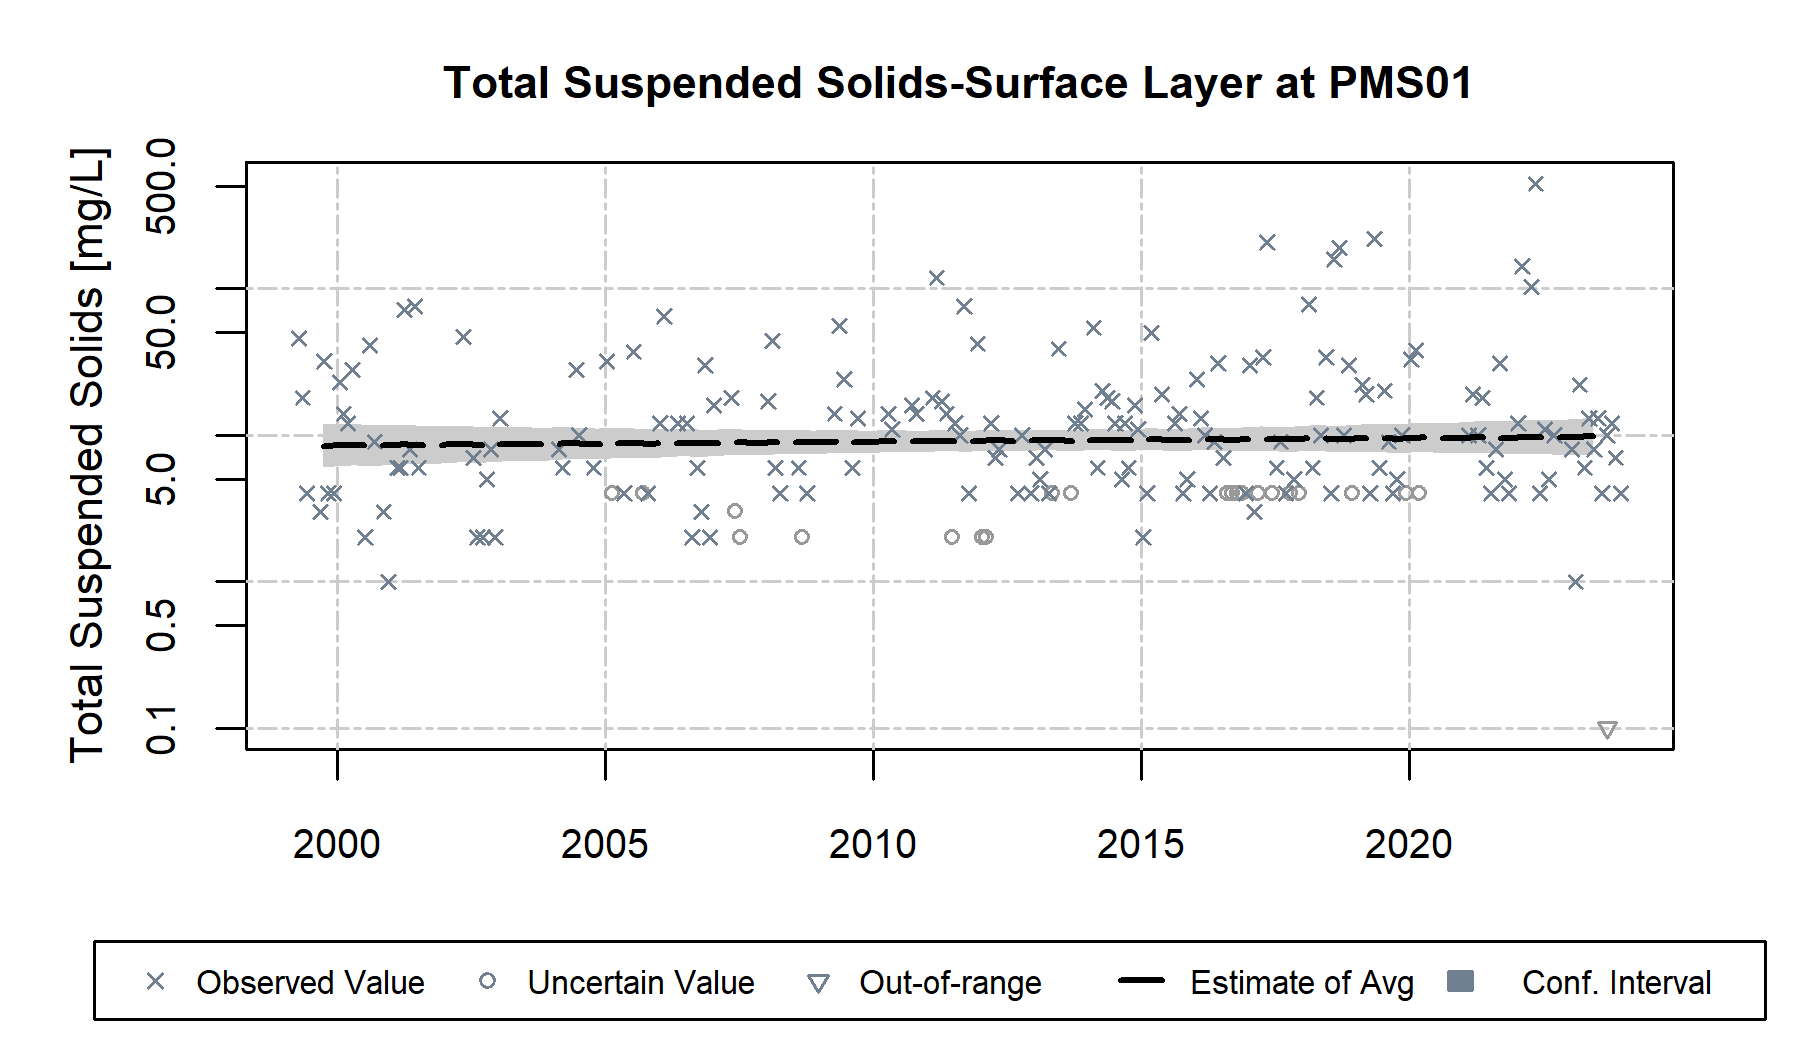 Total Suspended Solids-Surface Layer at PMS01
Total Suspended Solids [mg/L]
500.0
50.0
5.0
0.5
0.1
2000 2005 2010 2015 2020
Observed Value Uncertain Value Out-of-range Estimate of Avg Conf. Interval